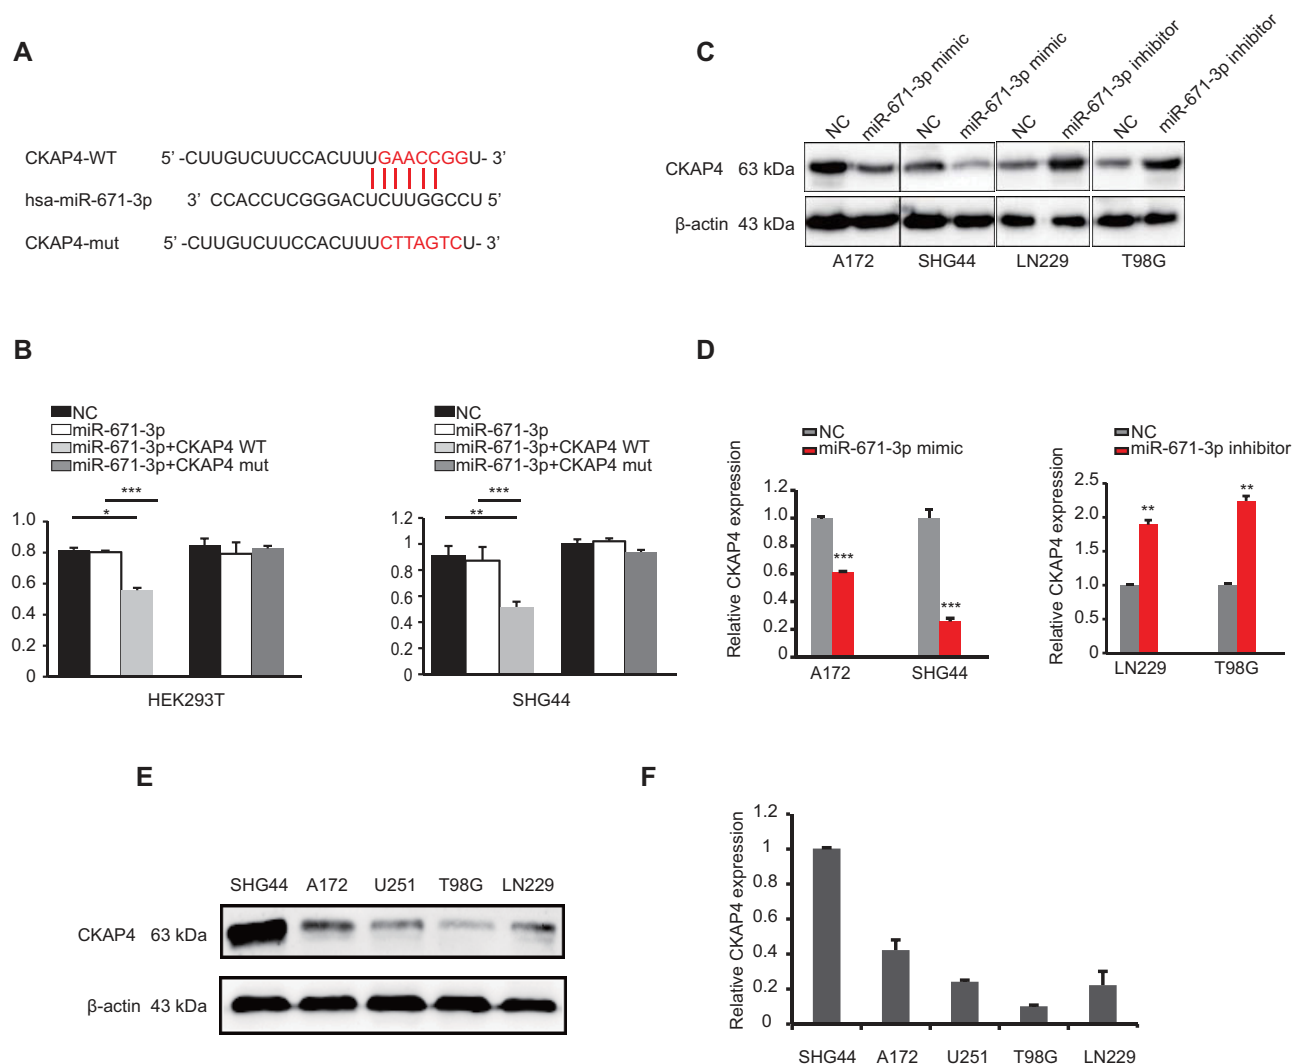 A
CKAP4-WT 5’ -CUUGUCUUCCACUUUGAACCGGU- 3’
hsa-miR-671-3p 3’ CCACCUCGGGACUCUUGGCCU 5’
CKAP4-mut 5’ -CUUGUCUUCCACUUUCTTAGTCU- 3’
C
NC miR-671-3p mimic NC miR-671-3p mimic NC miR-671-3p inhibitor NC miR-671-3p inhibitor
CKAP4 63 kDa
β-actin 43 kDa
A172 SHG44 LN229 T98G
B
NC
miR-671-3p
miR-671-3p+CKAP4 WT
miR-671-3p+CKAP4 mut
***
*
1.0
0.8
0.6
0.4
0.2
0
HEK293T
NC
miR-671-3p
miR-671-3p+CKAP4 WT
miR-671-3p+CKAP4 mut
***
**
1.2
1
0.8
0.6
0.4
0.2
0
SHG44
D
NC
miR-671-3p mimic
Relative CKAP4 expression
1.2
1.0
0.8
0.6
0.4
0.2
0
***
***
A172 SHG44
NC
miR-671-3p inhibitor
Relative CKAP4 expression
2.5
2.0
1.5
1.0
0.5
0
**
**
LN229 T98G
E
SHG44 A172 U251 T98G LN229
CKAP4 63 kDa
β-actin 43 kDa
F
Relative CKAP4 expression
1.2
1
0.8
0.6
0.4
0.2
0
SHG44 A172 U251 T98G LN229